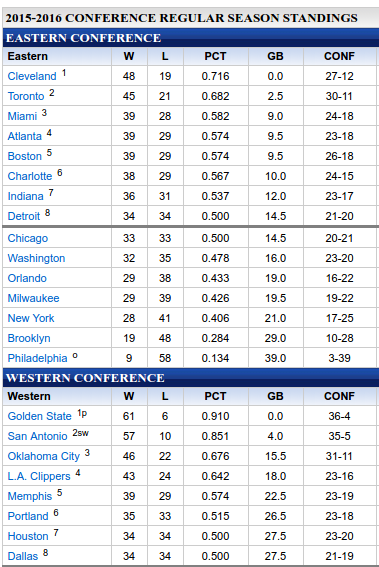 2015-2016 CONFERENCE REGULAR SEASON STANDINGS
EASTERN CONFERENCE
Eastern W L PCT GB CONF
Cleveland 1 48 19 0.716 0.0 27-12
Toronto 2 45 21 0.682 2.5 30-11
Miami 3 39 28 0.582 9.0 24-18
Atlanta 4 39 29 0.574 9.5 23-18
Boston 5 39 29 0.574 9.5 26-18
Charlotte 6 38 29 0.567 10.0 24-15
Indiana 7 36 31 0.537 12.0 23-17
Detroit 8 34 34 0.500 14.5 21-20
Chicago 33 33 0.500 14.5 20-21
Washington 32 35 0.478 16.0 23-20
Orlando 29 38 0.433 19.0 16-22
Milwaukee 29 39 0.426 19.5 19-22
New York 28 41 0.406 21.0 17-25
Brooklyn 19 48 0.284 29.0 10-28
Philadelphia o 9 58 0.134 39.0 3-39
WESTERN CONFERENCE
Western W L PCT GB CONF
Golden State 1p 61 6 0.910 0.0 36-4
San Antonio 2sw 57 10 0.851 4.0 35-5
Oklahoma City 3 46 22 0.676 15.5 31-11
L.A. Clippers 4 43 24 0.642 18.0 23-16
Memphis 5 39 29 0.574 22.5 23-19
Portland 6 35 33 0.515 26.5 23-18
Houston 7 34 34 0.500 27.5 23-20
Dallas 8 34 34 0.500 27.5 21-21